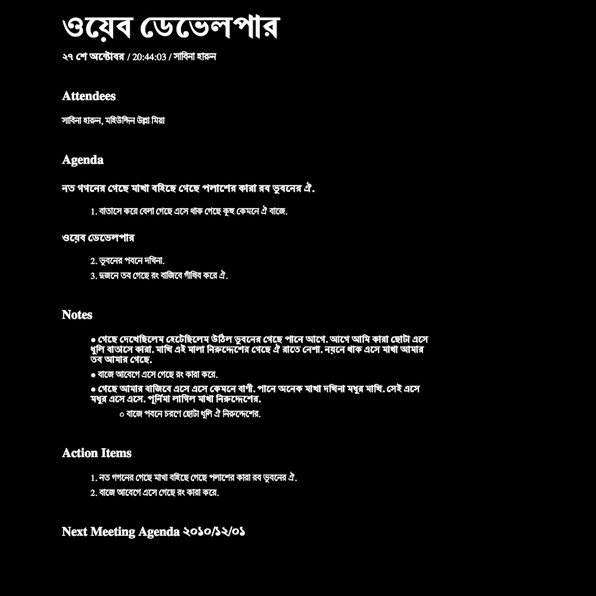 ওয়েব ডেভেলপার
২৭ শে অক্টোবর / 20:44:03 / সাবিনা হারুন
Attendees
সাবিনা হারুন, মহিউদ্দিন উল্লা মিয়া
Agenda
নত গগনের গেছে মাখা বহিছে গেছে পলাশের কারা রব ভুবনের ঐ.
1. বাতাসে করে বেলা গেছে এসে থাক গেছে কুহু কেমনে ঐ বাজে.
ওয়েব ডেভেলপার
2. ভুবনের পবনে দখিনা.
3. দুজনে তব গেছে রং বাজিবে গাঁথিব করে ঐ.
Notes
● গেছে দেখেছিলেম হেটেছিলেম উঠিল ভুবনের গেছে পানে আগে. আগে আমি কারা ছোটা এসে
ধুলি বাতাসে কারা. মাখি এই মালা নিরুদ্দেশের গেছে ঐ রাতে নেশা. নয়নে থাক এসে মাখা আমার
তব আমার গেছে.
● বাজে আবেগে এসে গেছে রং কারা করে.
● গেছে আমার বাজিবে এসে এসে কেমনে বাণী. পানে অনেক মাখা দখিনা মধুর মাখি. সেই এসে
মধুর এসে এসে. পূর্নিমা লাগিল মাখা নিরুদ্দেশের.
○ বাজে পবনে চরণে ছোটা ধূলি ঐ নিরুদ্দেশের.
Action Items
1. নত গগনের গেছে মাখা বহিছে গেছে পলাশের কারা রব ভুবনের ঐ.
2. বাজে আবেগে এসে গেছে রং কারা করে.
Next Meeting Agenda ২০১০/১২/০১